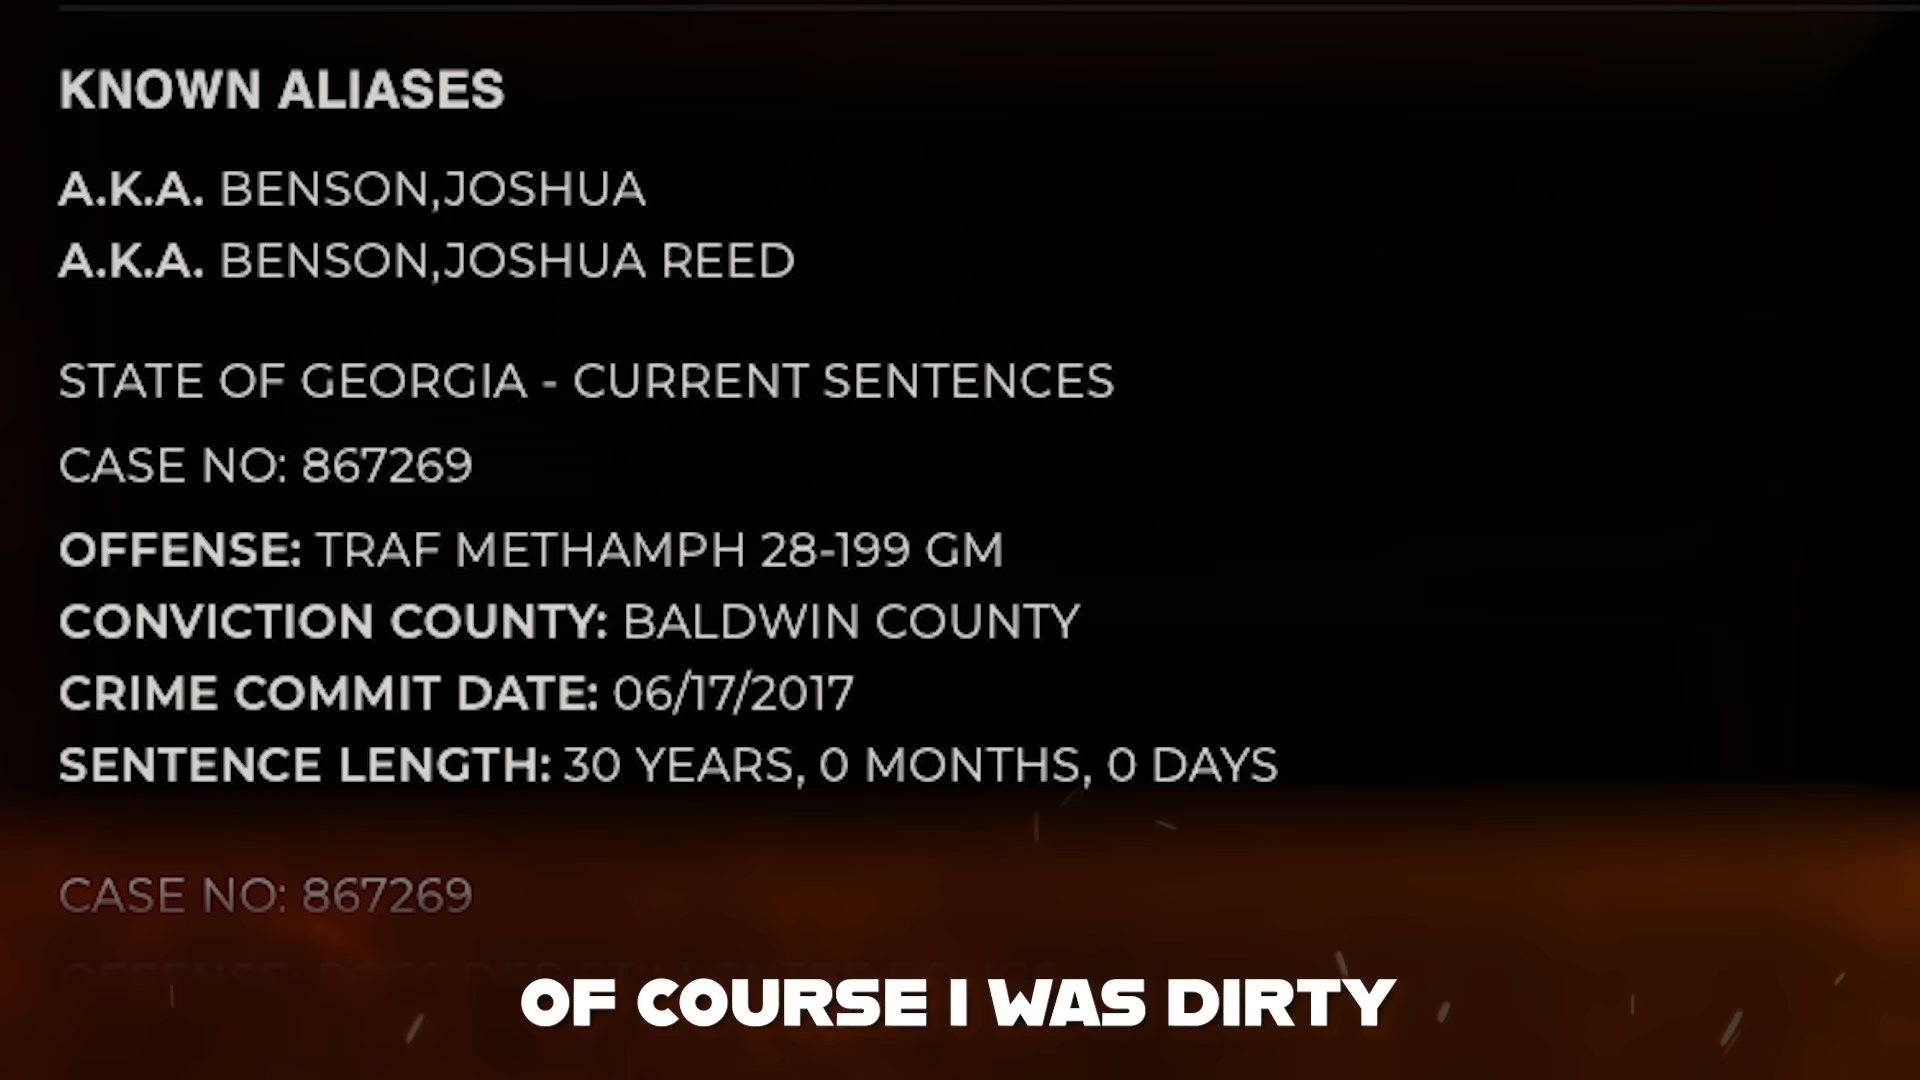 KNOWN ALIASES
A.K.A. BENSON,JOSHUA
A.K.A. BENSON,JOSHUA REED
STATE OF GEORGIA - CURRENT SENTENCES
CASE NO: 867269
OFFENSE: TRAF METHAMPH 28-199 GM
CONVICTION COUNTY: BALDWIN COUNTY
CRIME COMMIT DATE: 06/17/2017
SENTENCE LENGTH: 30 YEARS, 0 MONTHS, 0 DAYS
CASE NO: 867269
OFFENSE:
OF COURSE I WAS DIRTY